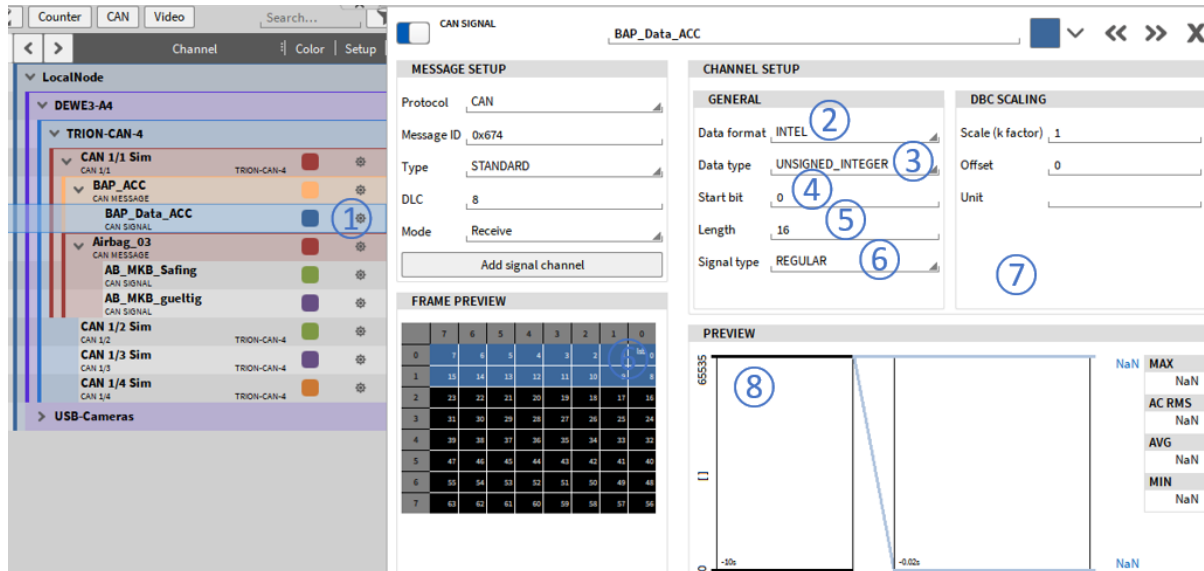 Counter CAN Video Search...
Channel Color Setup
LocalNode
DEWE3-A4
TRION-CAN-4
CAN 1/1 Sim
CAN 1/1 TRION-CAN-4
BAP_ACC
CAN MESSAGE
BAP_Data_ACC
CAN SIGNAL
1
Airbag_03
CAN MESSAGE
AB_MKB_Safing
CAN SIGNAL
AB_MKB_gueltig
CAN SIGNAL
CAN 1/2 Sim
CAN 1/2 TRION-CAN-4
CAN 1/3 Sim
CAN 1/3 TRION-CAN-4
CAN 1/4 Sim
CAN 1/4 TRION-CAN-4
USB-Cameras
CAN SIGNAL
BAP_Data_ACC
MESSAGE SETUP
Protocol CAN
Message ID 0x674
Type STANDARD
DLC 8
Mode Receive
Add signal channel
FRAME PREVIEW
7 6 5 4 3 2 1 0
0 7 6 5 4 3 2 0
1 15 14 13 12 11 10 9 8
2 23 22 21 20 19 18 17 16
3 31 30 29 28 27 26 25 24
4 39 38 37 36 35 34 33 32
5 47 46 45 44 43 42 41 40
6 55 54 53 52 51 50 49 48
7 63 62 61 60 59 58 57 56
CHANNEL SETUP
GENERAL
Data format INTEL 2
Data type UNSIGNED_INTEGER 3
Start bit 0 4
Length 16 5
Signal type REGULAR 6
DBC SCALING
Scale (k factor) 1
Offset 0
Unit
7
PREVIEW
65535
[]
0
8
-10s
-0.02s
NaN
NaN
MAX
NaN
AC RMS
NaN
AVG
NaN
MIN
NaN